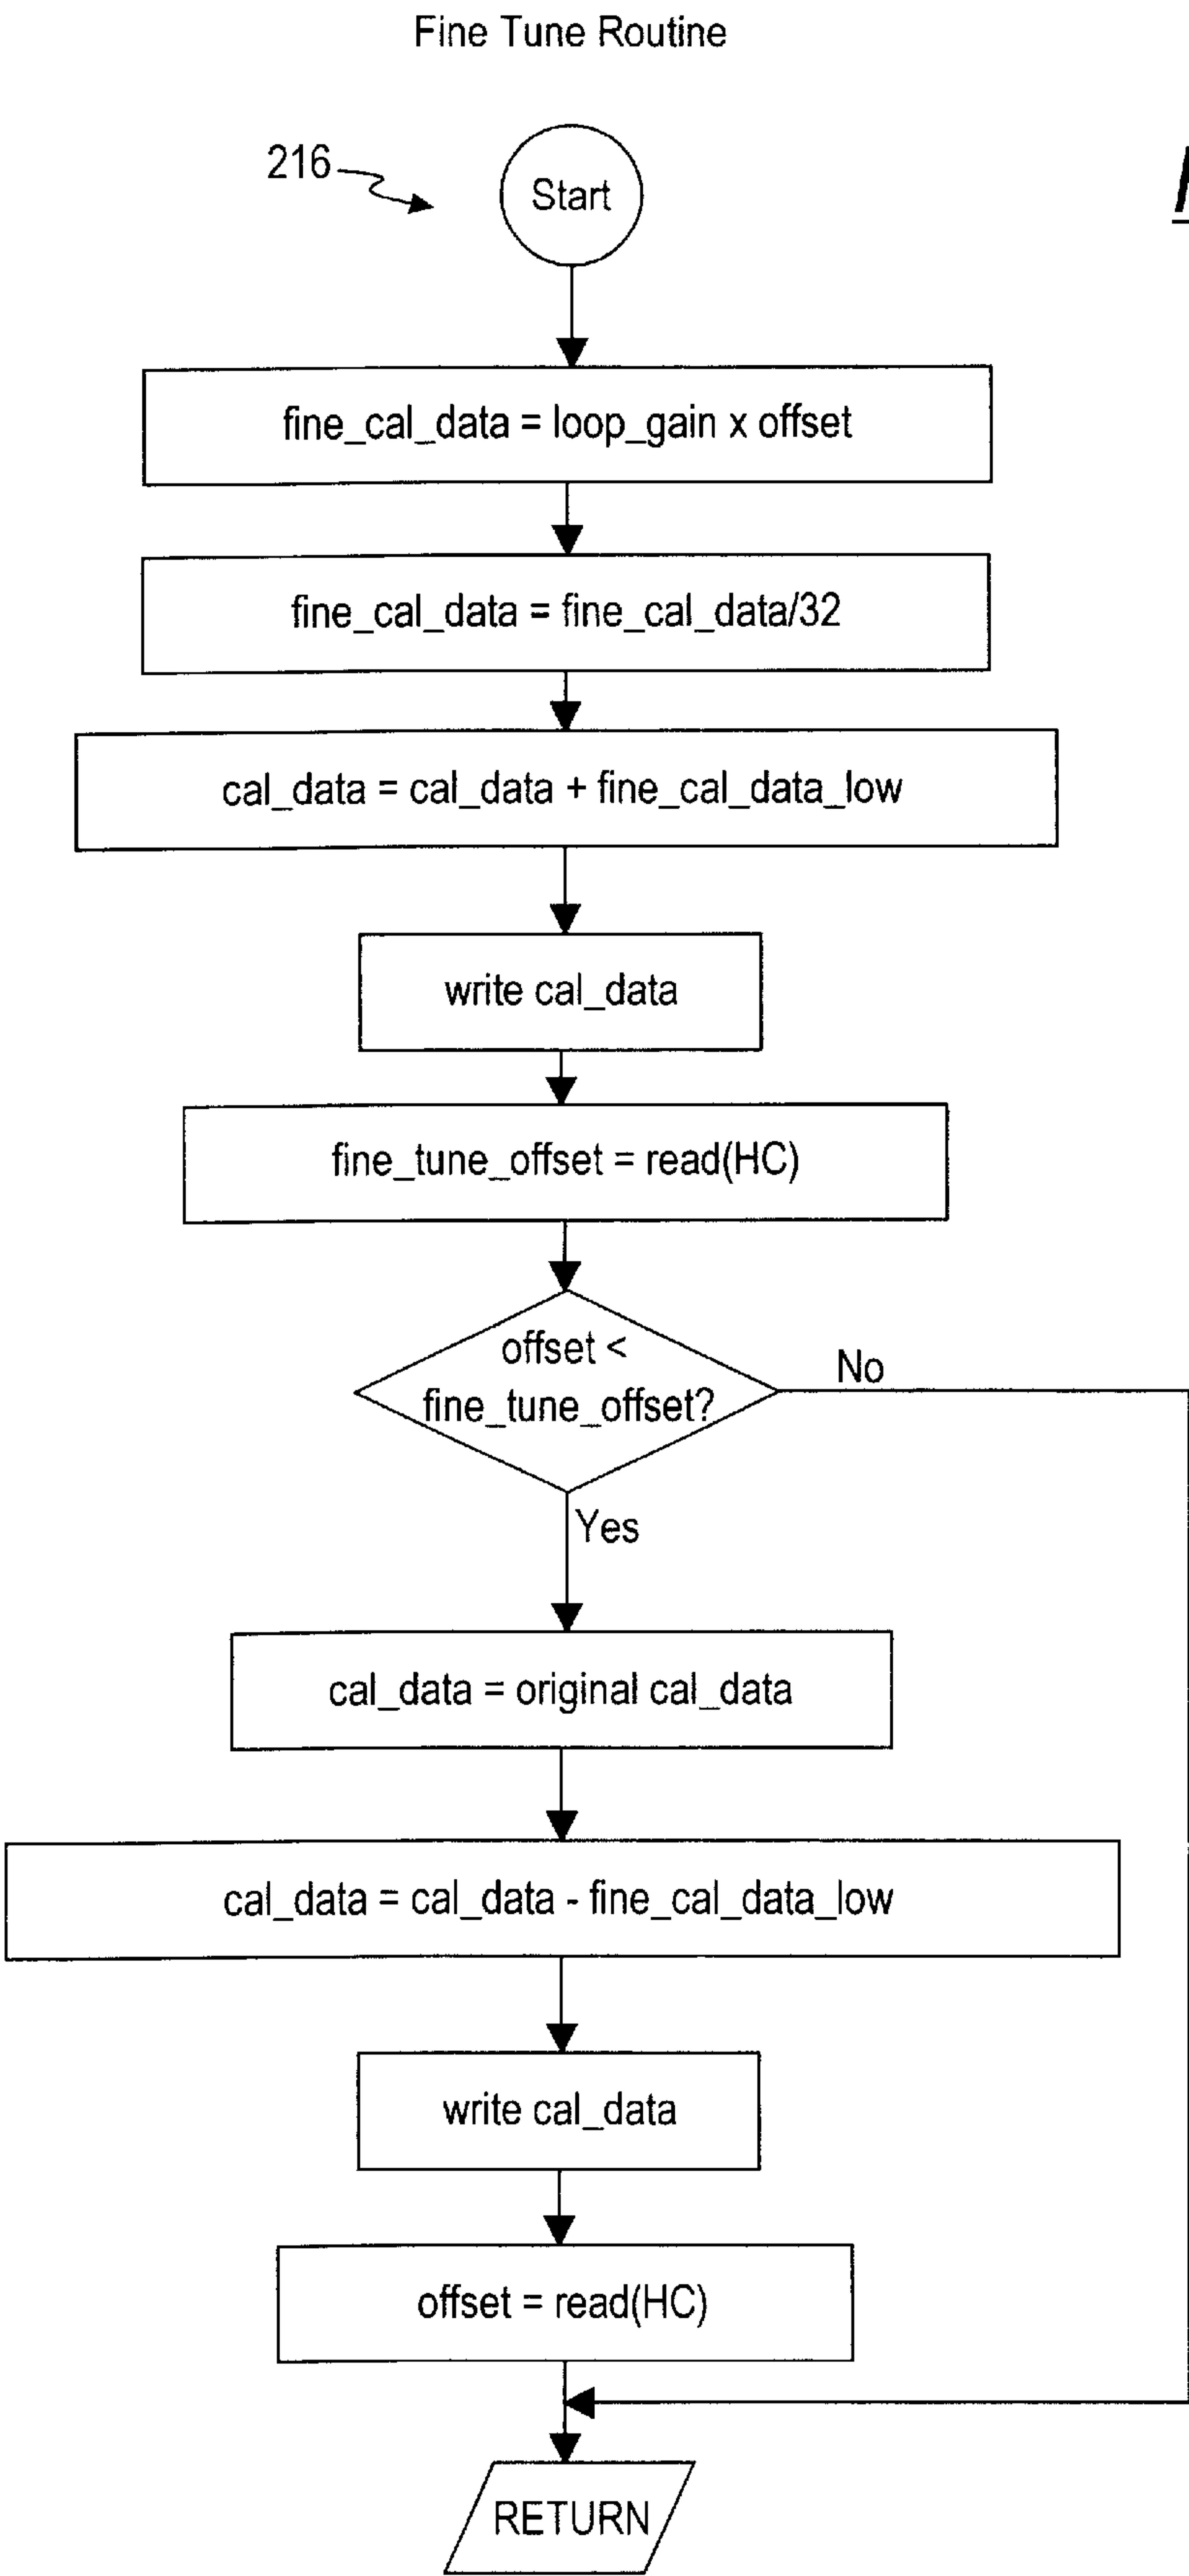 Fine Tune Routine
216
Start
fine_cal_data = loop_gain x offset
fine_cal_data = fine_cal_data/32
cal_data = cal_data + fine_cal_data_low
write cal_data
fine_tune_offset = read(HC)
offset <
fine_tune_offset?
No
Yes
cal_data = original cal_data
cal_data = cal_data - fine_cal_data_low
write cal_data
offset = read(HC)
RETURN